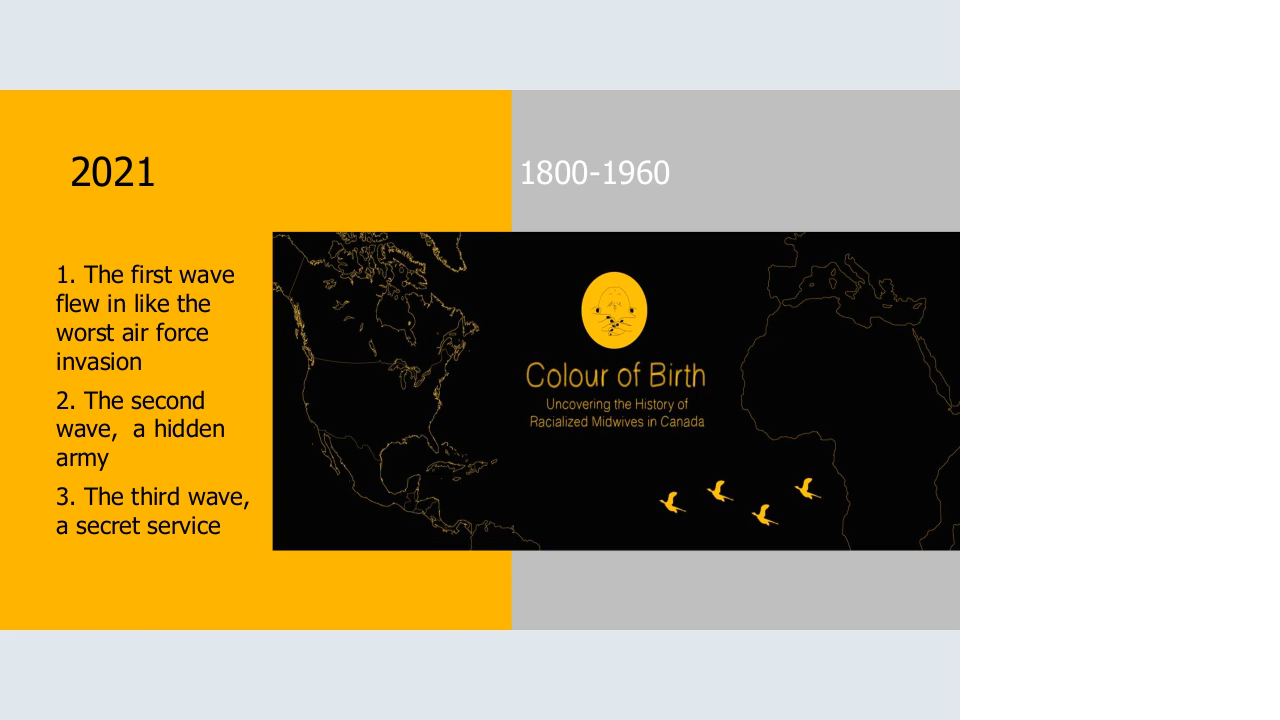 2021
1800-1960
1. The first wave
flew in like the
worst air force
invasion
2. The second
wave,  a hidden
army
3. The third wave,
a secret service
Colour of Birth
Uncovering the History of
Racialized Midwives in Canada